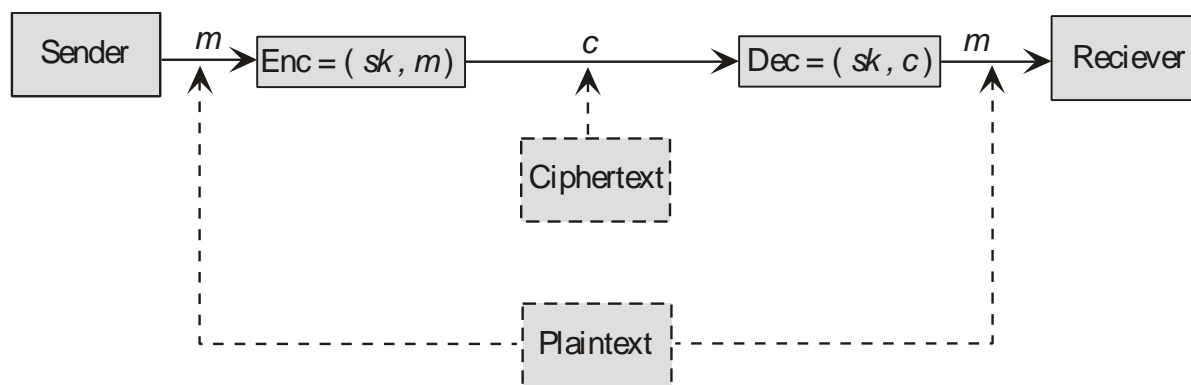 Sender
m
Enc = ( sk , m )
c
Dec = ( sk , c )
m
Reciever
Ciphertext
Plaintext